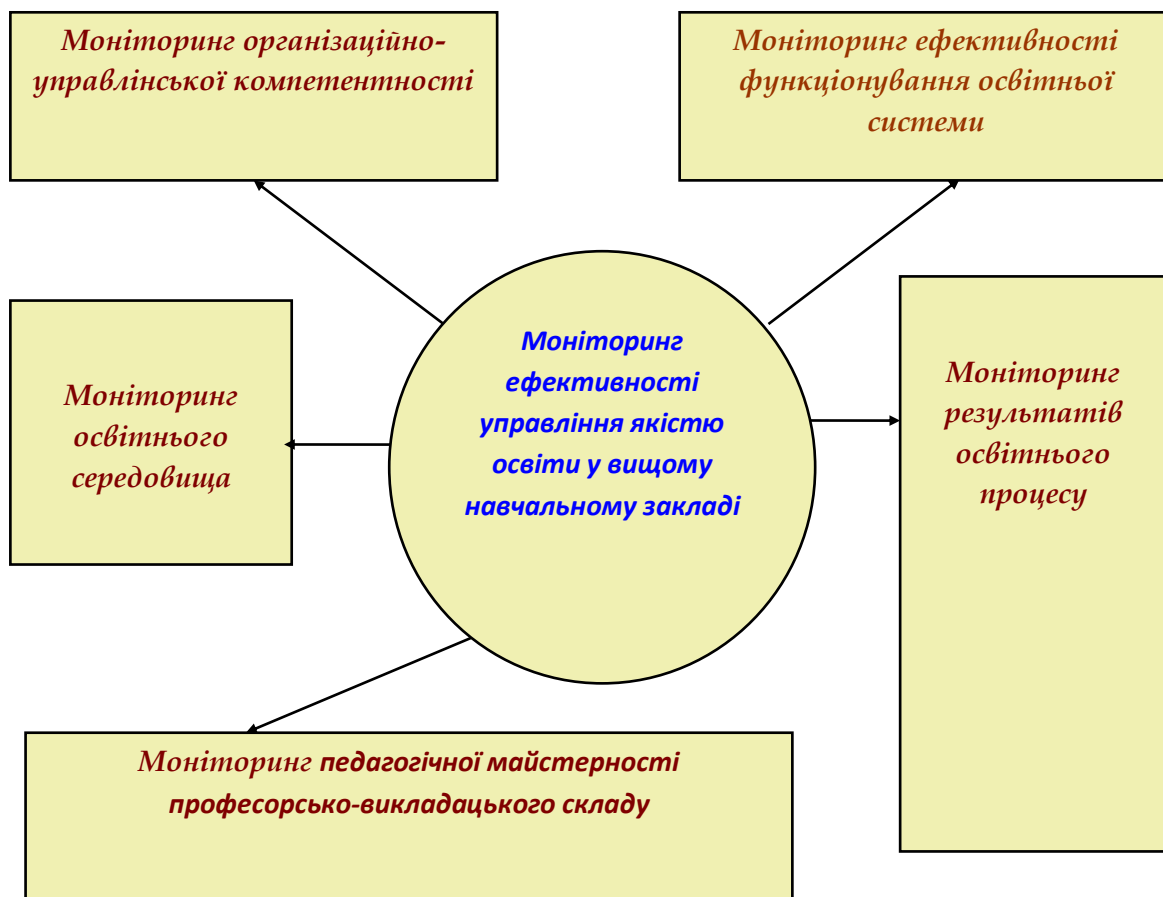 Моніторинг організаційно-
управлінської компетентності
Моніторинг ефективності
функціонування освітньої
системи
Моніторинг
освітнього
середовища
Моніторинг
ефективності
управління якістю
освіти у вищому
навчальному закладі
Моніторинг
результатів
освітнього
процесу
Моніторинг педагогічної майстерності
професорсько-викладацького складу